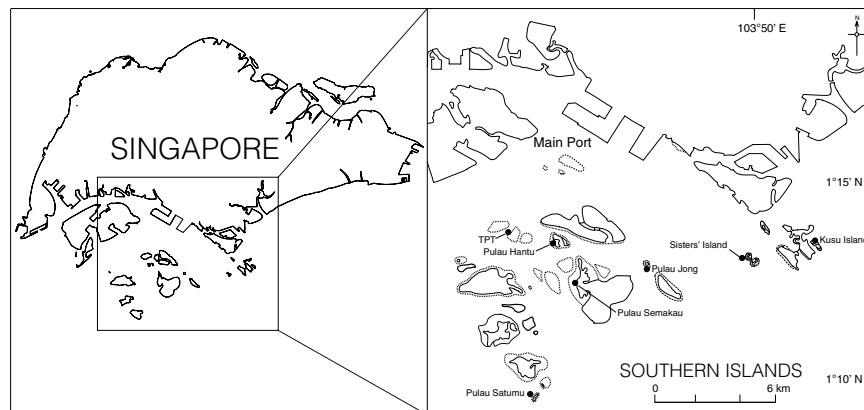 SINGAPORE
103°50' E
N
Main Port
1°15' N
TPT
Pulau Hantu
Sisters' Island
Kusu Island
Pulau Jong
Pulau Semakau
SOUTHERN ISLANDS
1°10' N
0 6 km
Pulau Satumu